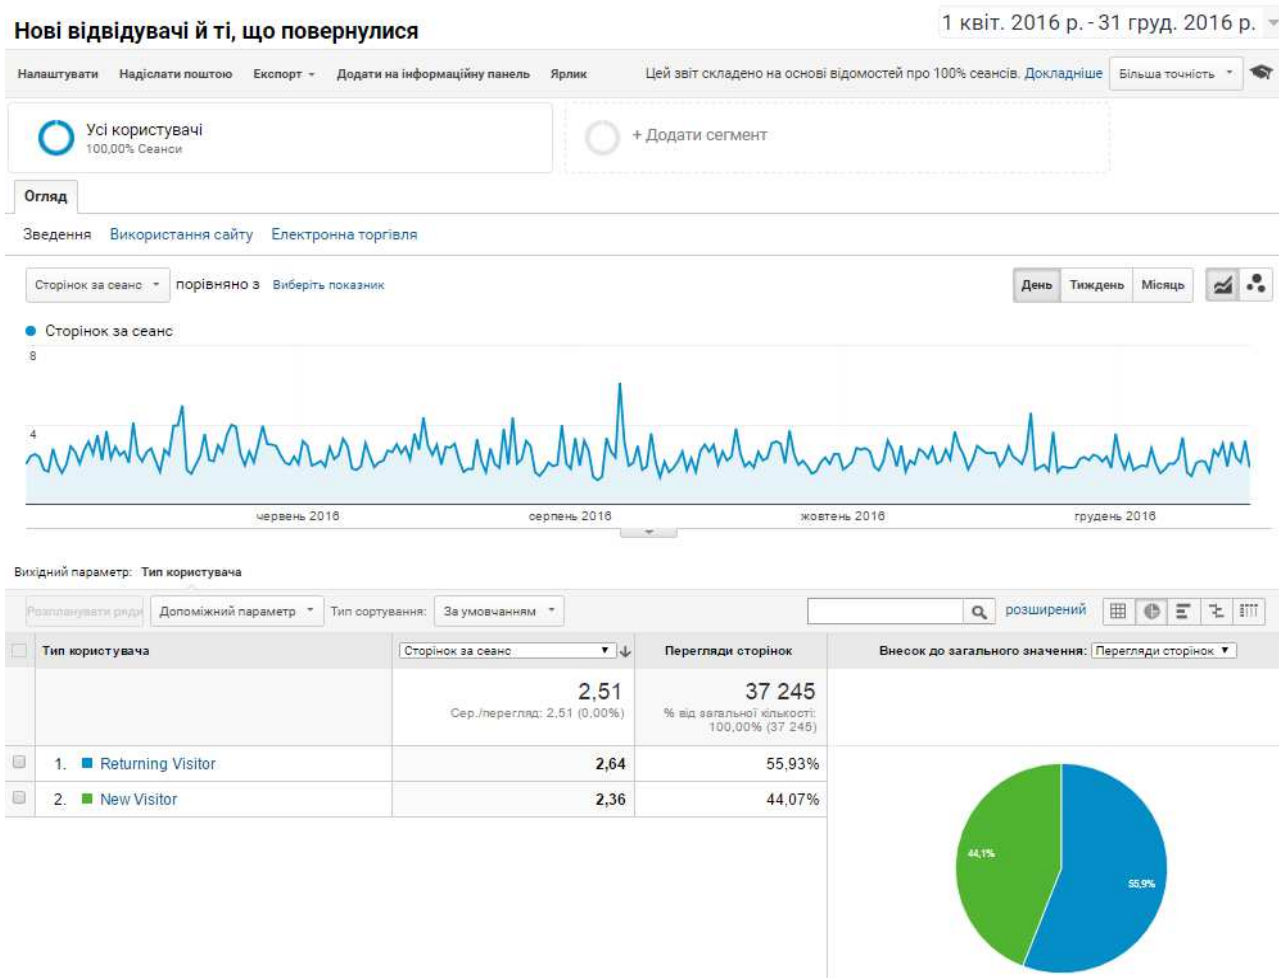 Нові відвідувачі й ті, що повернулися
1 квіт. 2016 р. - 31 груд. 2016 р.
Налаштувати Надіслати поштою Експорт Додати на інформаційну панель Ярлик Цей звіт складено на основі відомостей про 100% сеансів. Докладніше Більша точність
Усі користувачі
100,00% Сеанси
+ Додати сегмент
Огляд
Зведення Використання сайту Електронна торгівля
Сторінок за сеанс порівняно з Виберіть показник День Тиждень Місяць
Сторінок за сеанс
8
4
червень 2016 серпень 2016 жовтень 2016 грудень 2016
Вихідний параметр: Тип користувача
Розпланувати ряди Допоміжний параметр Тип сортування: За умовчанням розширений
Тип користувача Сторінок за сеанс Перегляди сторінок Внесок до загального значення: Перегляди сторінок
2,51 37 245
Сер./перегляд: 2,51 (0,00%) % від загальної кількості:
100,00% (37 245)
1. Returning Visitor 2,64 55,93%
2. New Visitor 2,36 44,07%
44,1%
55,9%